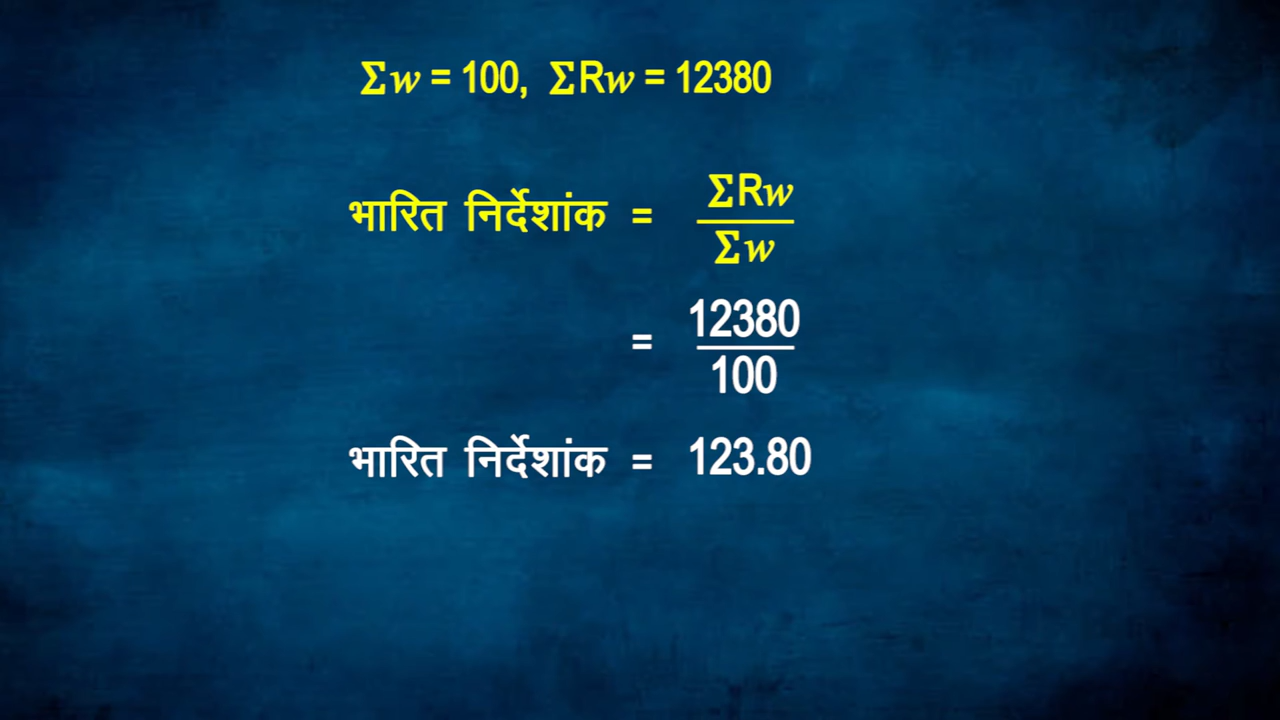 Σw = 100, ΣRw = 12380
भारित निर्देशांक = ΣRw
Σw
= 12380
100
भारित निर्देशांक = 123.80